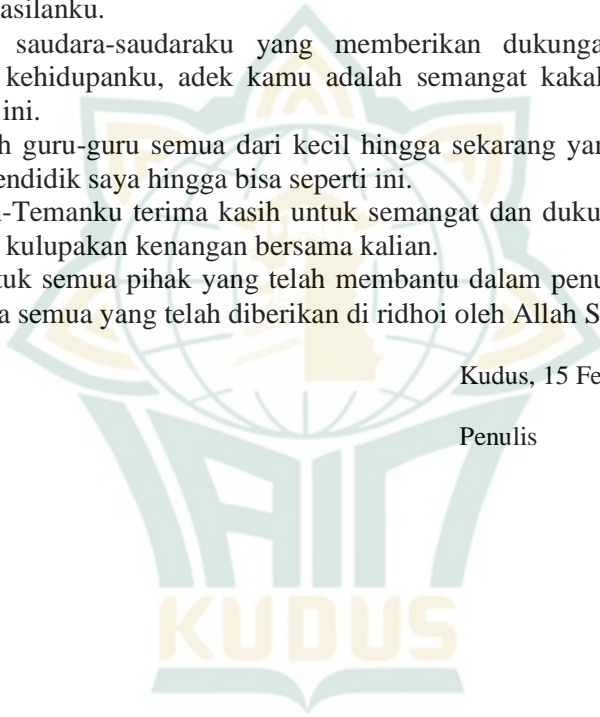 asilanku.
saudara-saudaraku yang memberikan dukunga
kehidupanku, adek kamu adalah semangat kakal
ini.
h guru-guru semua dari kecil hingga sekarang yar
endidik saya hingga bisa seperti ini.
-Temanku terima kasih untuk semangat dan duku
kulupakan kenangan bersama kalian.
tuk semua pihak yang telah membantu dalam penu
a semua yang telah diberikan di ridhoi oleh Allah S
Kudus, 15 Fe
Penulis
IAIN
KUDUS